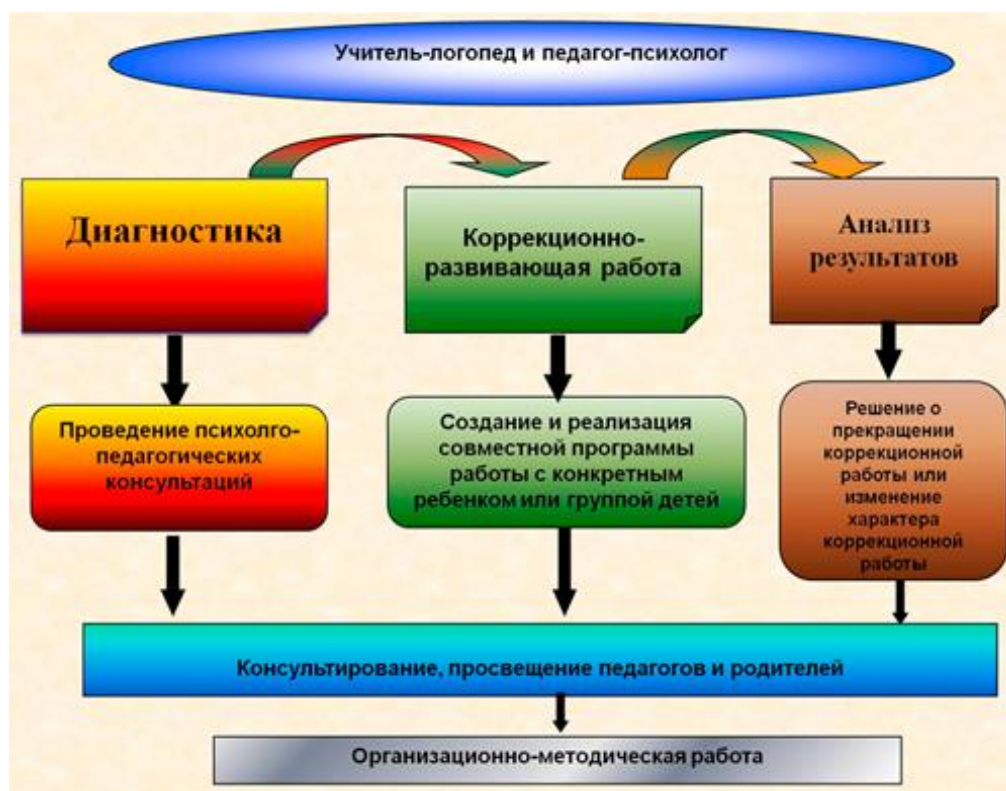 Учитель-логопед и педагог-психолог
Диагностика
Коррекционно-
развивающая работа
Анализ
результатов
Проведение психолго-
педагогических
консультаций
Создание и реализация
совместной программы
работы с конкретным
ребенком или группой детей
Решение о
прекращении
коррекционной
работы или
изменение
характера
коррекционной
работы
Консультирование, просвещение педагогов и родителей
Организационно-методическая работа